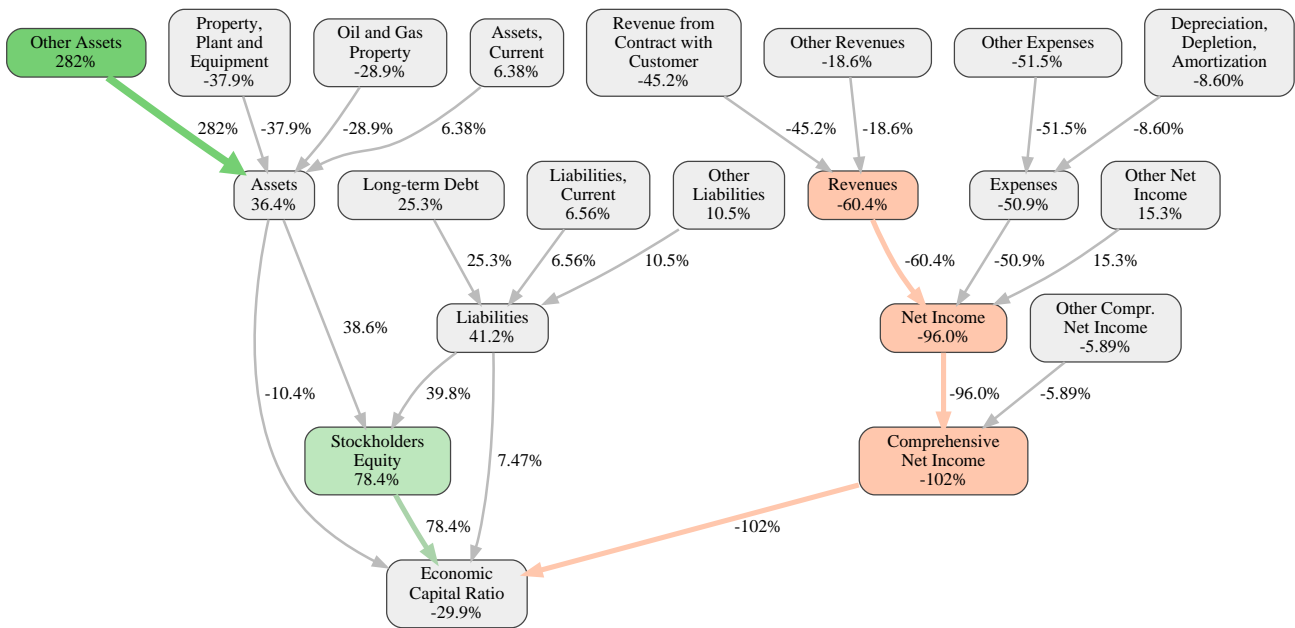 Other Assets
282%
Property,
Plant and
Equipment
-37.9%
Oil and Gas
Property
-28.9%
Assets,
Current
6.38%
Revenue from
Contract with
Customer
-45.2%
Other Revenues
-18.6%
Other Expenses
-51.5%
Depreciation,
Depletion,
Amortization
-8.60%
282%
-37.9%
-28.9%
6.38%
-45.2%
-18.6%
-51.5%
-8.60%
Assets
36.4%
Long-term Debt
25.3%
Liabilities,
Current
6.56%
Other
Liabilities
10.5%
Revenues
-60.4%
Expenses
-50.9%
Other Net
Income
15.3%
25.3%
6.56%
10.5%
-60.4%
-50.9%
15.3%
38.6%
Liabilities
41.2%
Net Income
-96.0%
Other Compr.
Net Income
-5.89%
-10.4%
39.8%
-96.0%
-5.89%
Stockholders
Equity
78.4%
7.47%
Comprehensive
Net Income
-102%
78.4%
-102%
Economic
Capital Ratio
-29.9%